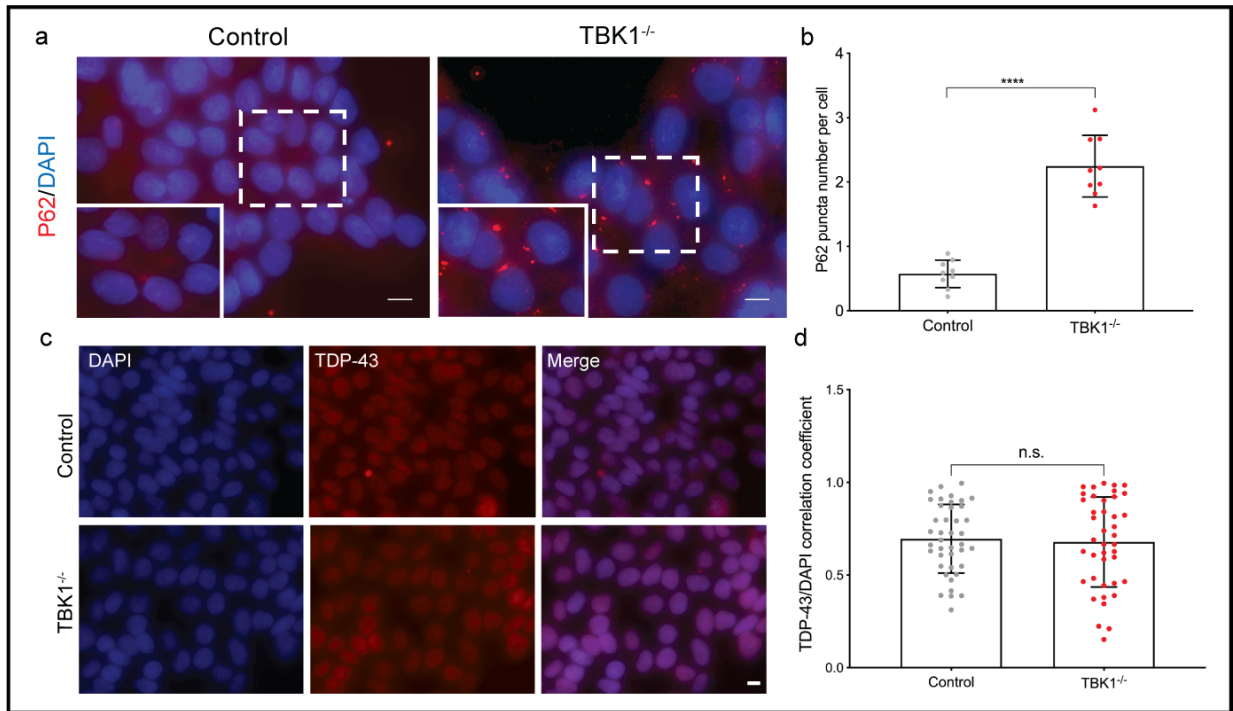 a
Control
TBK1-/-
P62/DAPI
b
4
3
2
1
0
P62 puncta number per cell
****
Control
TBK1-/-
c
DAPI
TDP-43
Merge
Control
TBK1-/-
d
1.5
1.0
0.5
0.0
TDP-43/DAPI correlation coefficient
n.s.
Control
TBK1-/-